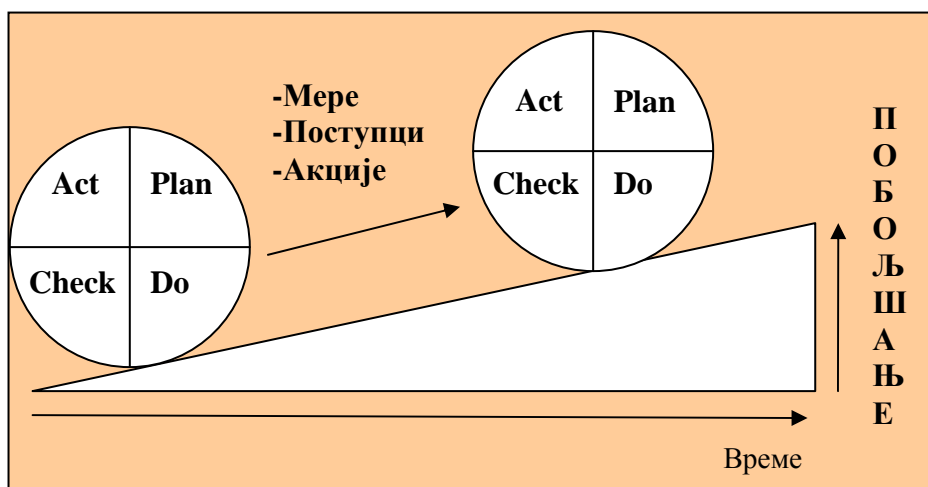 Act Plan
Check Do
-Мере
-Поступци
-Акције
Act Plan
Check Do
П
О
Б
О
Љ
Ш
А
Њ
Е
Време